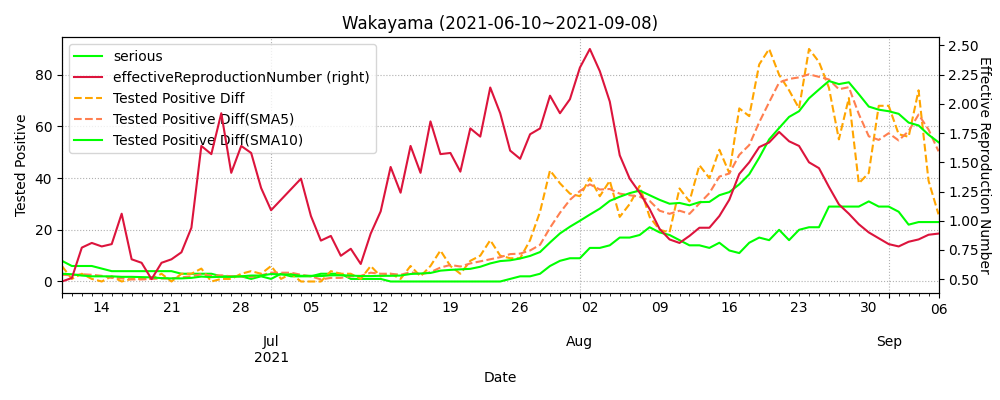 Wakayama (2021-06-10~2021-09-08)
serious
effectiveReproductionNumber (right)
Tested Positive Diff
Tested Positive Diff(SMA5)
Tested Positive Diff(SMA10)
Tested Positive
80
60
40
20
0
2.50
2.25
2.00
1.75
1.50
1.25
1.00
0.75
0.50
Effective Reproduction Number
14 21 28 05 12 19 26 02 09 16 23 30 06
Jul Aug Sep
2021
Date